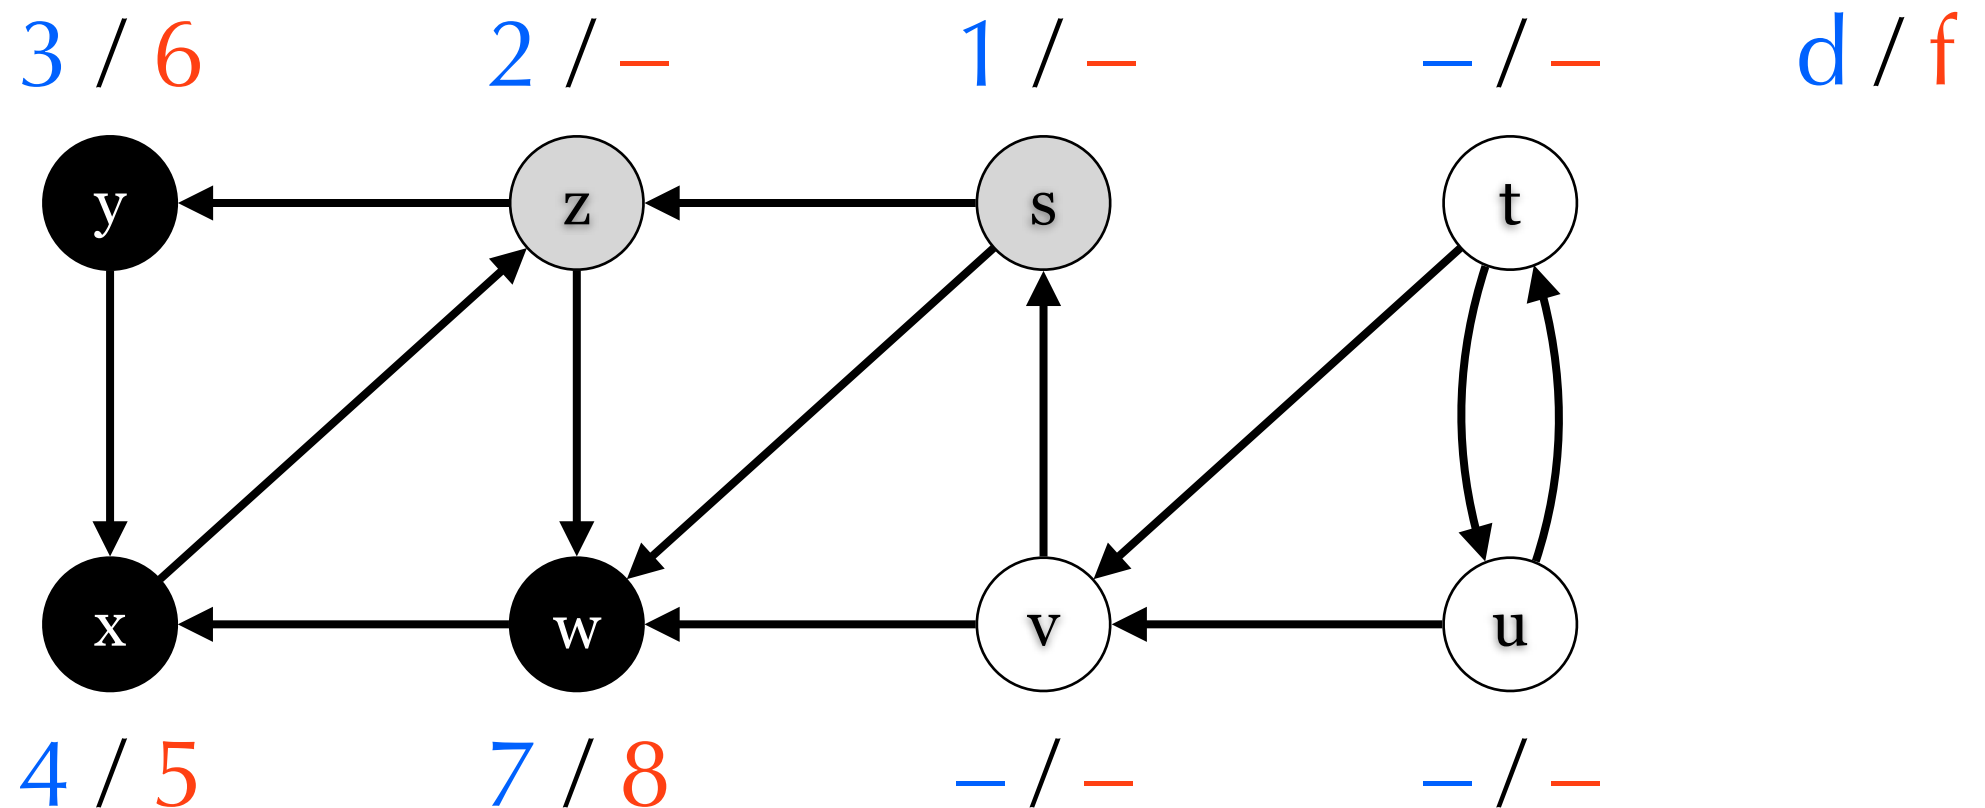 3 / 6 2 / – 1 / – – / – d / f
y z s t
x w v u
4 / 5 7 / 8 – / – – / –